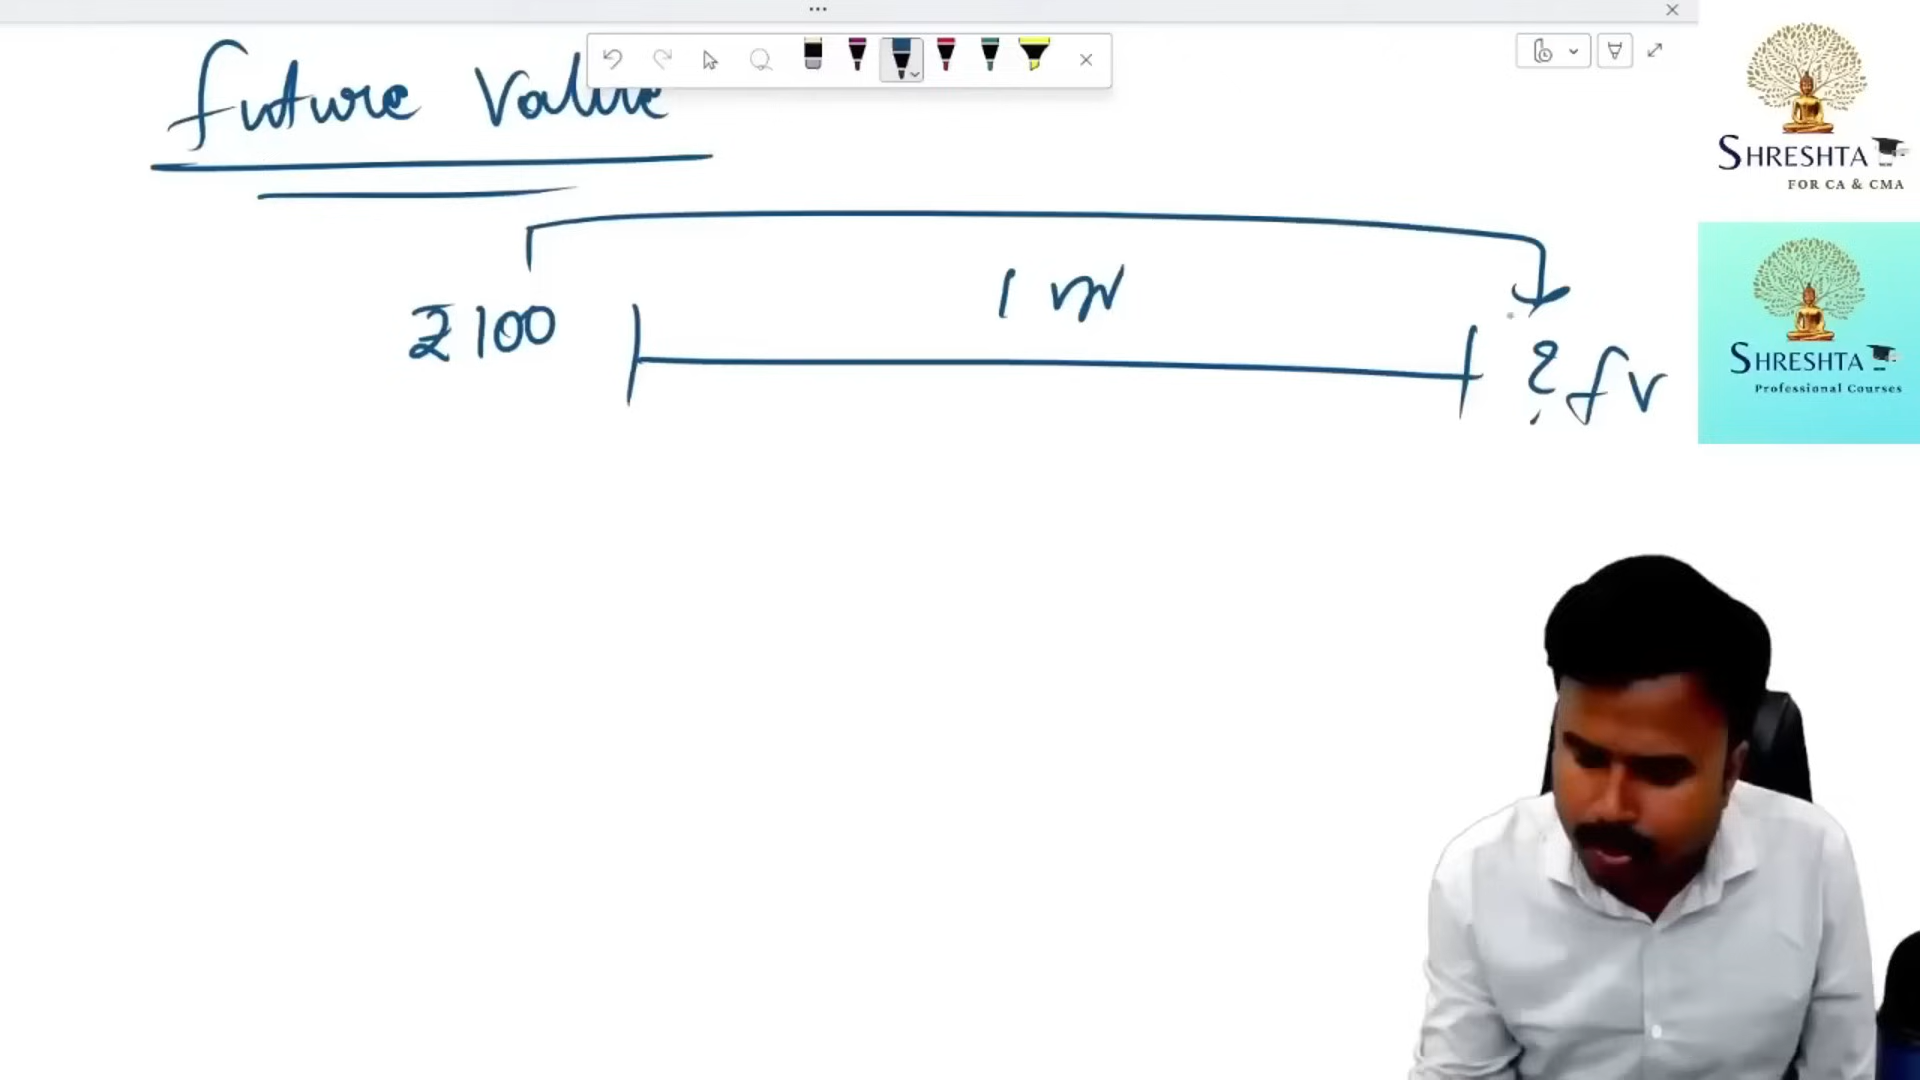 Future Value
SHRESHTA
FOR CA & CMA
1 yr
₹100
? fv
SHRESHTA
Professional Courses